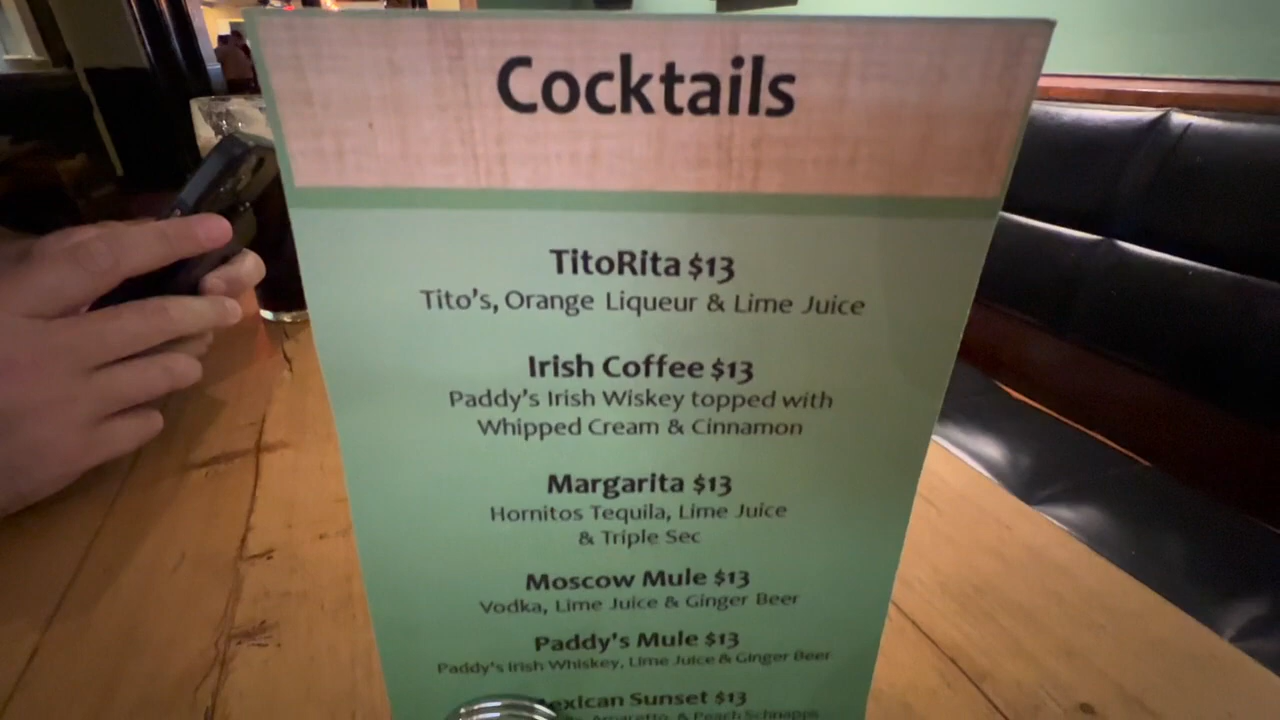 Cocktails
TitoRita $13
Tito's, Orange Liqueur & Lime Juice
Irish Coffee $13
Paddy's Irish Wiskey topped with
Whipped Cream & Cinnamon
Margarita $13
Hornitos Tequila, Lime Juice
& Triple Sec
Moscow Mule $13
Vodka, Lime Juice & Ginger Beer
Paddy's Mule $13
Paddy's Irish Whiskey, Lime Juice & Ginger Beer
exican Sunset $13
Amaretto, & Peach Schnapps